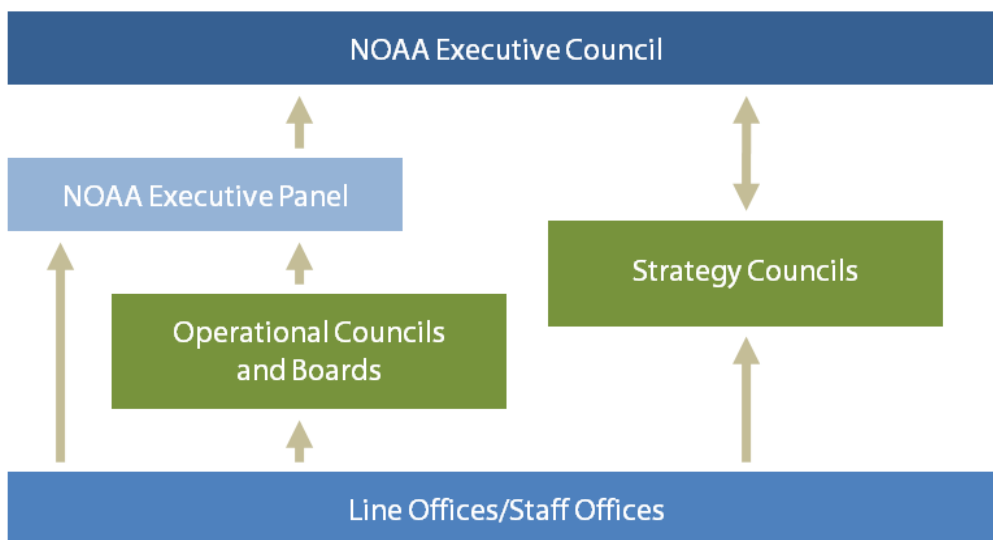 NOAA Executive Council
NOAA Executive Panel
Strategy Councils
Operational Councils
and Boards
Line Offices/Staff Offices